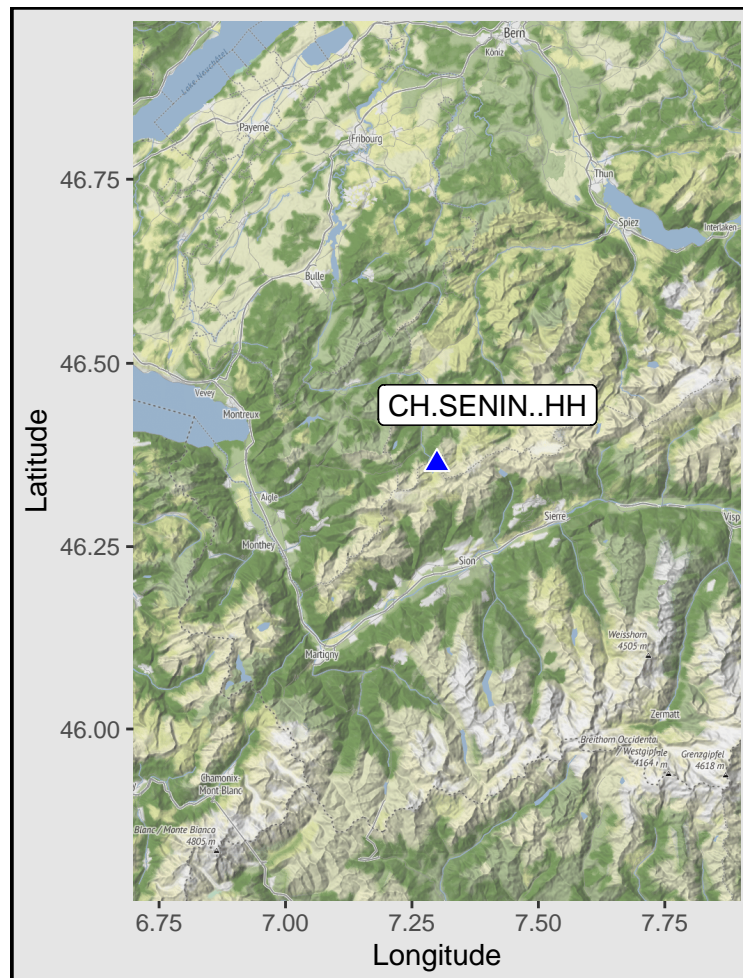 Bern
Köniz
Lake Neuchâtel
Payerne
Fribourg
46.75
Thun
Spiez
Interlaken
Bulle
46.50
Vevey
Montreux
CH.SENIN..HH
Latitude
Aigle
Sierre
Visp
46.25
Monthey
Sion
Martigny
Weisshorn
4505 m
Zermatt
46.00
Breithorn Occidental
/ Westgipfele
4164 m
Grenzgipfel
4618 m
Chamonix-
Mont Blanc
Blanc / Monte Bianco
4805 m
6.75
7.00
7.25
7.50
7.75
Longitude